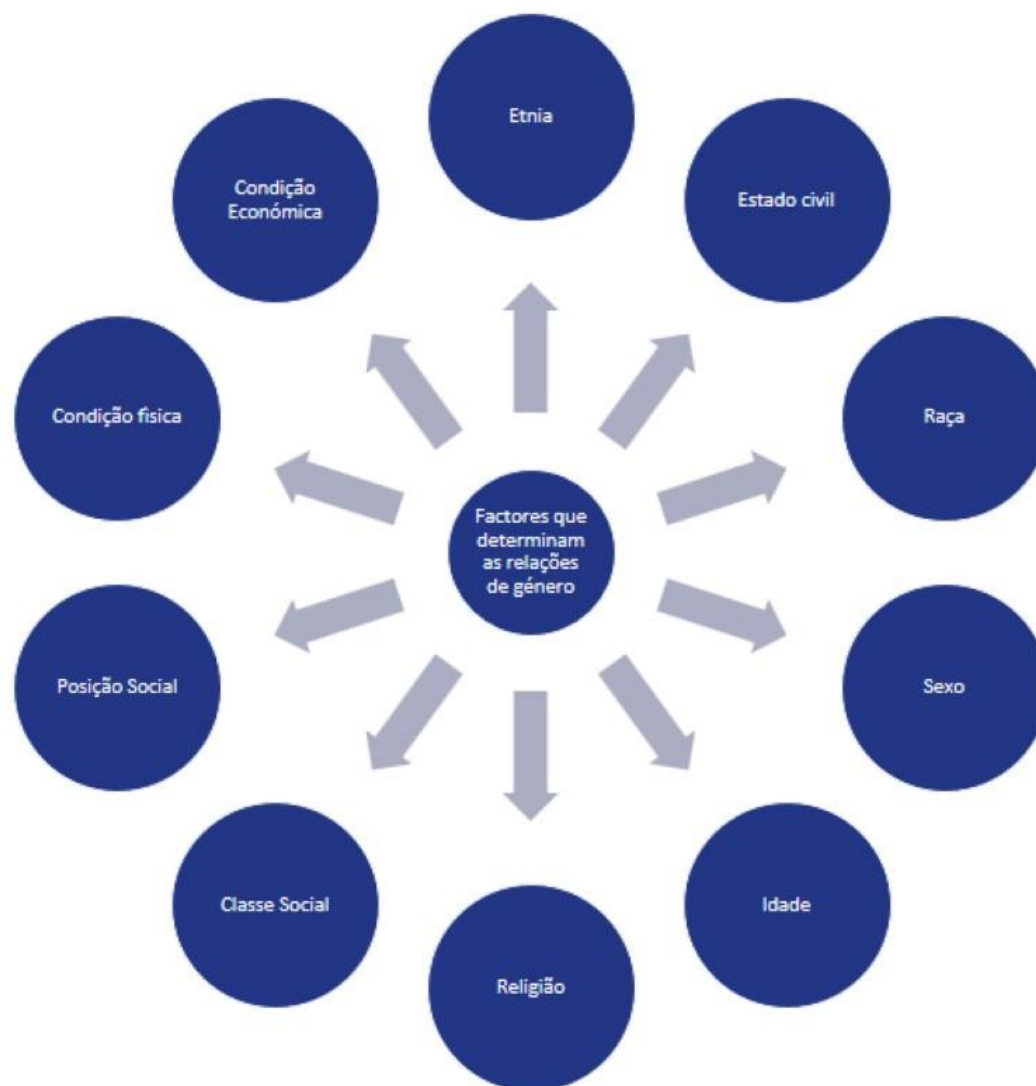 Etnia
Estado civil
Raça
Sexo
Idade
Religião
Classe Social
Posição Social
Condição fisica
Condição
Económica
Factores que
determinam
as relações
de género